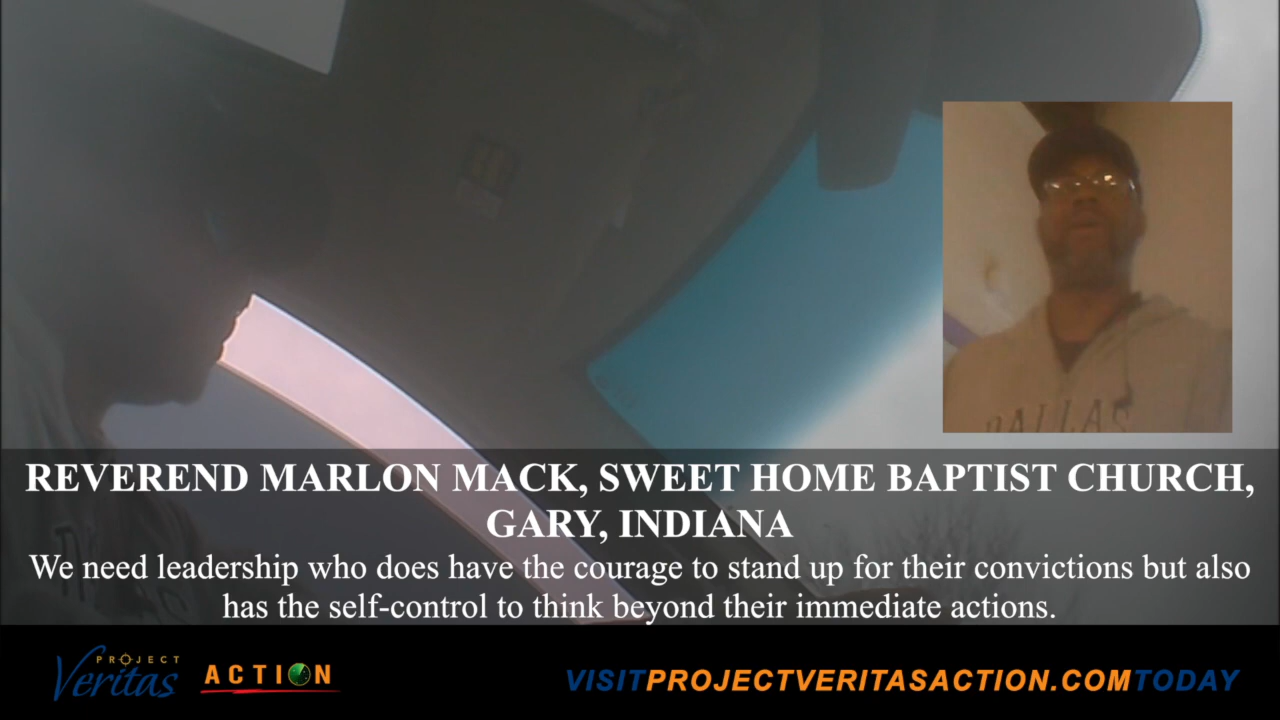 DALLAS
REVEREND MARLON MACK, SWEET HOME BAPTIST CHURCH,
GARY, INDIANA
We need leadership who does have the courage to stand up for their convictions but also
has the self-control to think beyond their immediate actions.
PROJECT
Veritas ACTION
VISITPROJECTVERITASACTION.COMTODAY